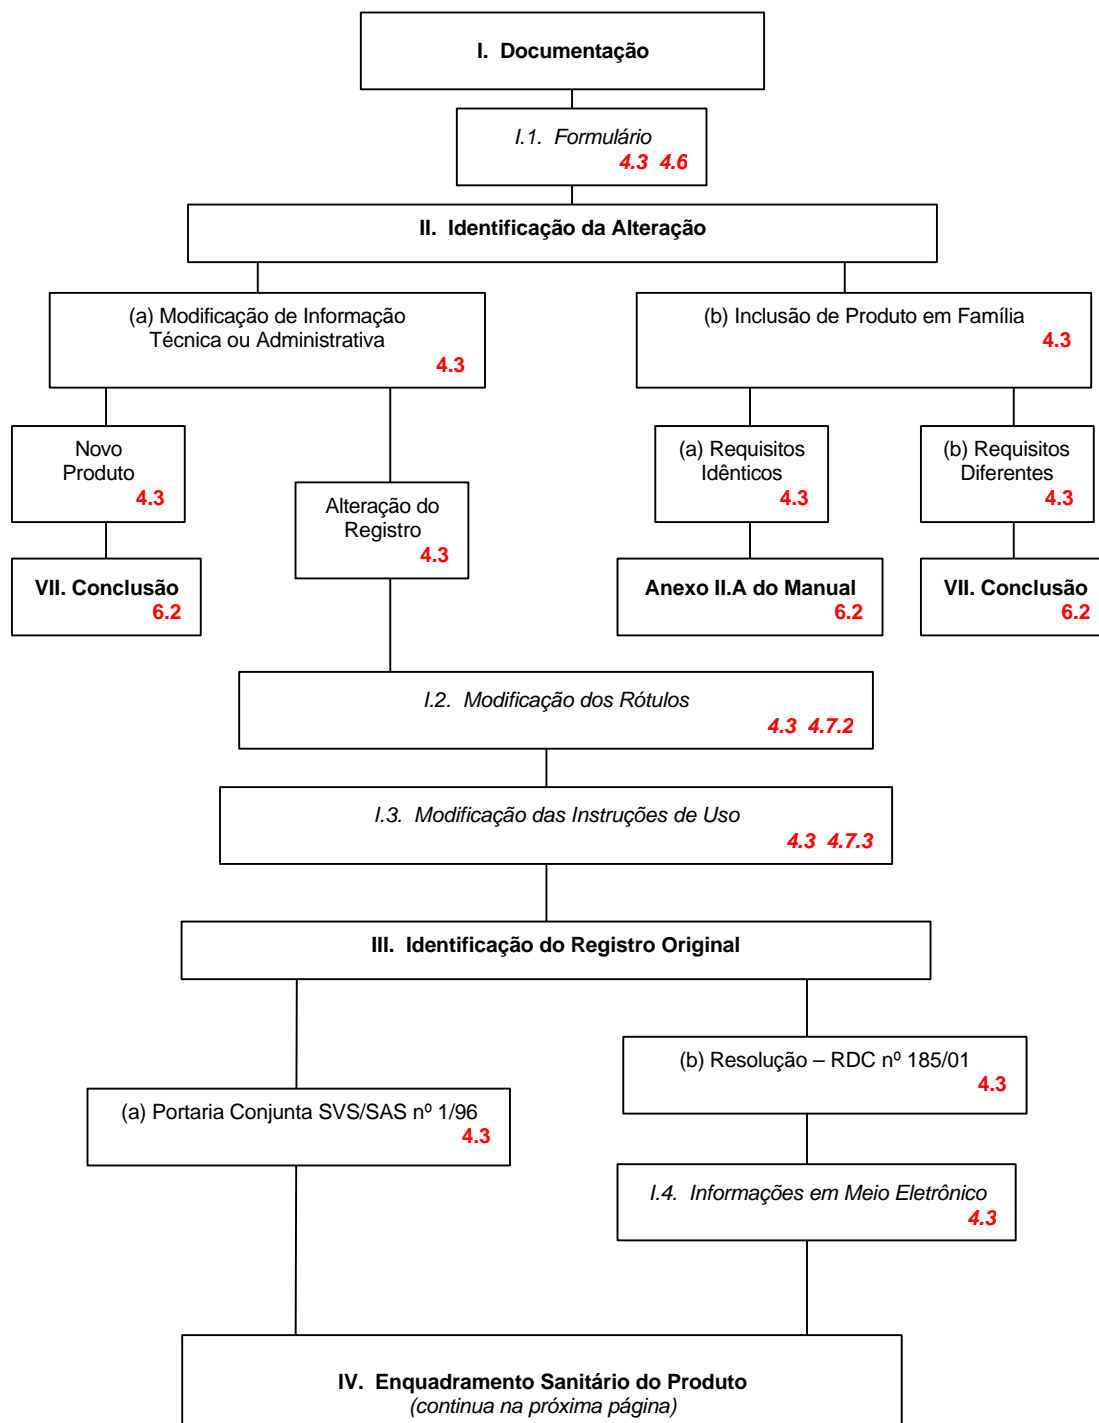 I. Documentação
I.1. Formulário
4.3 4.6
II. Identificação da Alteração
(a) Modificação de Informação
Técnica ou Administrativa
4.3
(b) Inclusão de Produto em Família
4.3
Novo
Produto
4.3
Alteração do
Registro
4.3
(a) Requisitos
Idênticos
4.3
(b) Requisitos
Diferentes
4.3
VII. Conclusão
6.2
Anexo II.A do Manual
6.2
VII. Conclusão
6.2
I.2. Modificação dos Rótulos
4.3 4.7.2
I.3. Modificação das Instruções de Uso
4.3 4.7.3
III. Identificação do Registro Original
(a) Portaria Conjunta SVS/SAS nº 1/96
4.3
(b) Resolução – RDC nº 185/01
4.3
I.4. Informações em Meio Eletrônico
4.3
IV. Enquadramento Sanitário do Produto
(continua na próxima página)